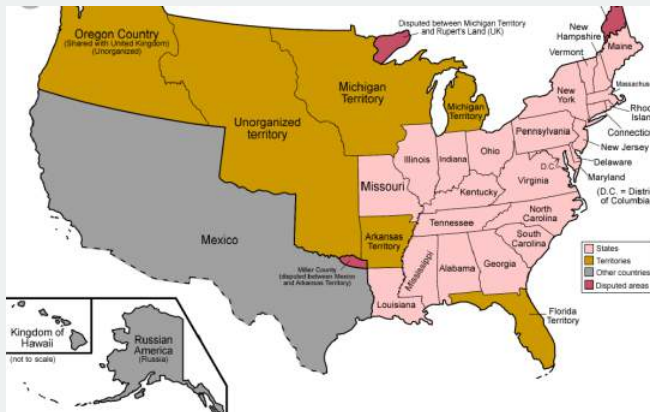 Disputed between Michigan Territory
and Rupert's Land (UK)
Oregon Country
(Shared with United Kingdom)
(Unorganized)
New
Hampshire
Vermont
Maine
Michigan
Territory
Unorganized
territory
Michigan
Territory
New
York
Massachuse
Rhod
Islan
Connectic
Pennsylvania
New Jersey
Delaware
Maryland
(D.C. = Distri
of Columbia
D.C.
Illinois
Indiana
Ohio
Missouri
Kentucky
Virginia
Tennessee
North
Carolina
South
Carolina
Arkansas
Territory
Mexico
Miller County
(disputed between Mexico
and Arkansas Territory)
Mississippi
Alabama
Georgia
Louisiana
Florida
Territory
States
Territories
Other countries
Disputed areas
Kingdom of
Hawaii
(not to scale)
Russian
America
(Russia)